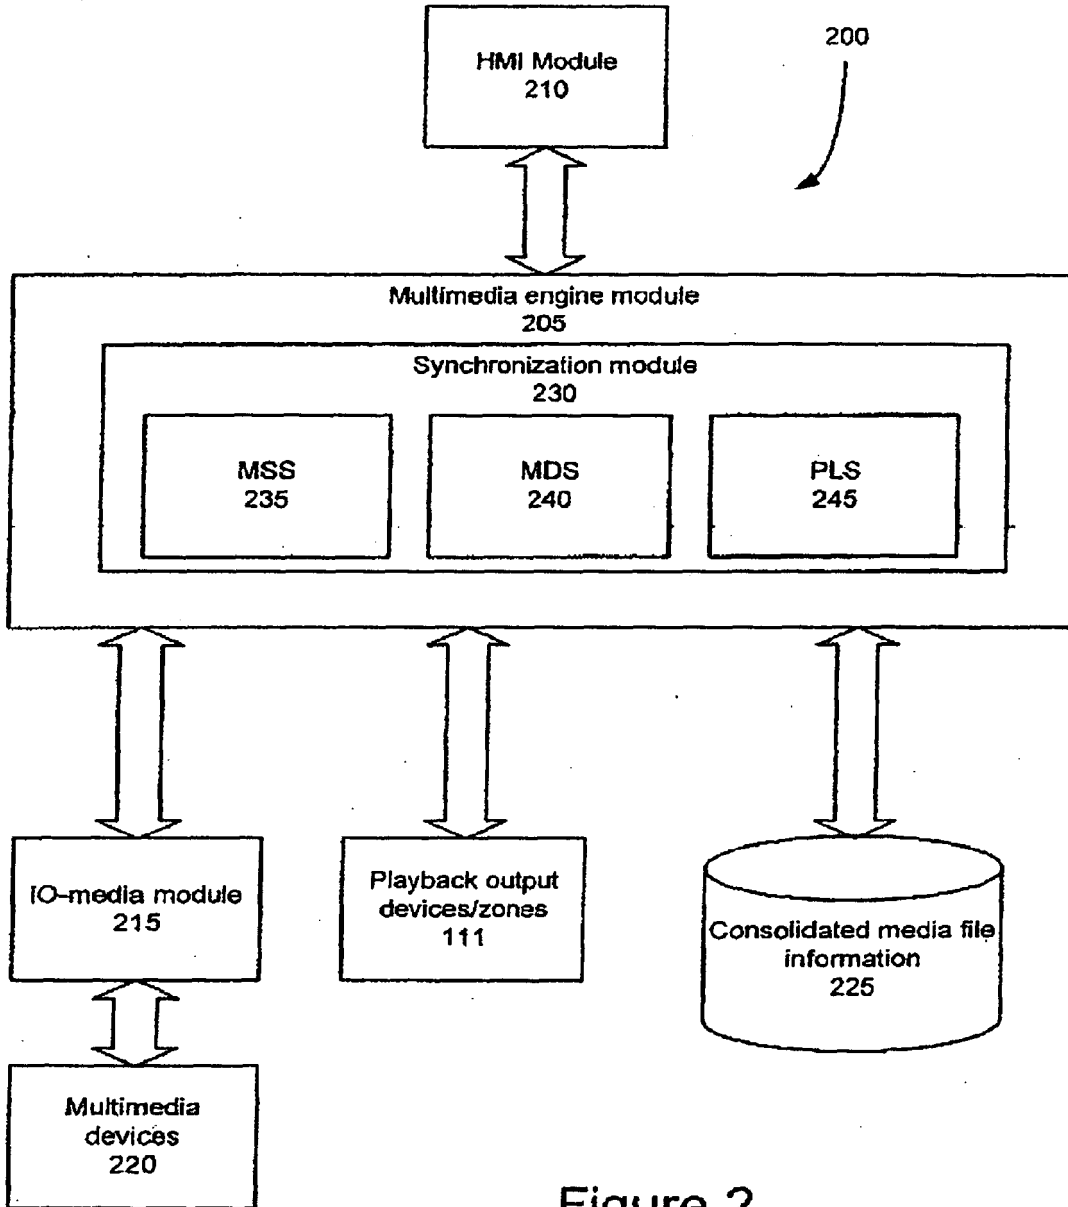 HMI Module
210
200
Multimedia engine module
205
Synchronization module
230
MSS
235
MDS
240
PLS
245
IO-media module
215
Playback output
devices/zones
111
Consolidated media file
information
225
Multimedia
devices
220
Figure 2